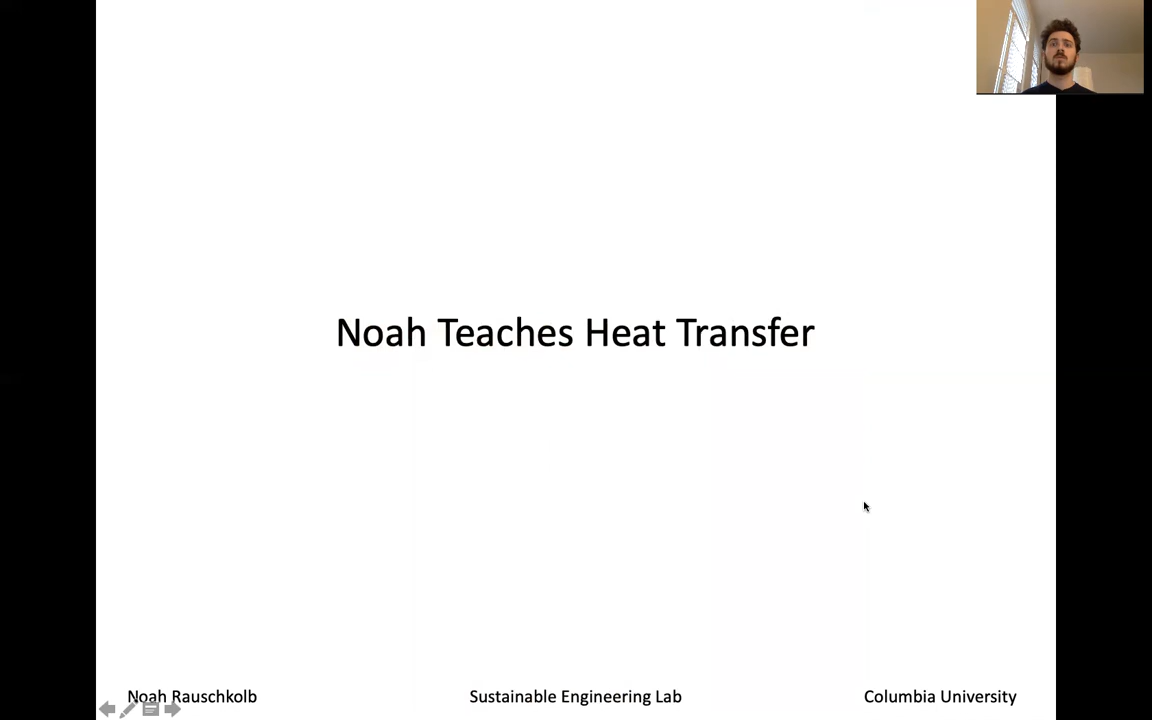 Noah Teaches Heat Transfer
Noah Rauschkolb
Sustainable Engineering Lab
Columbia University